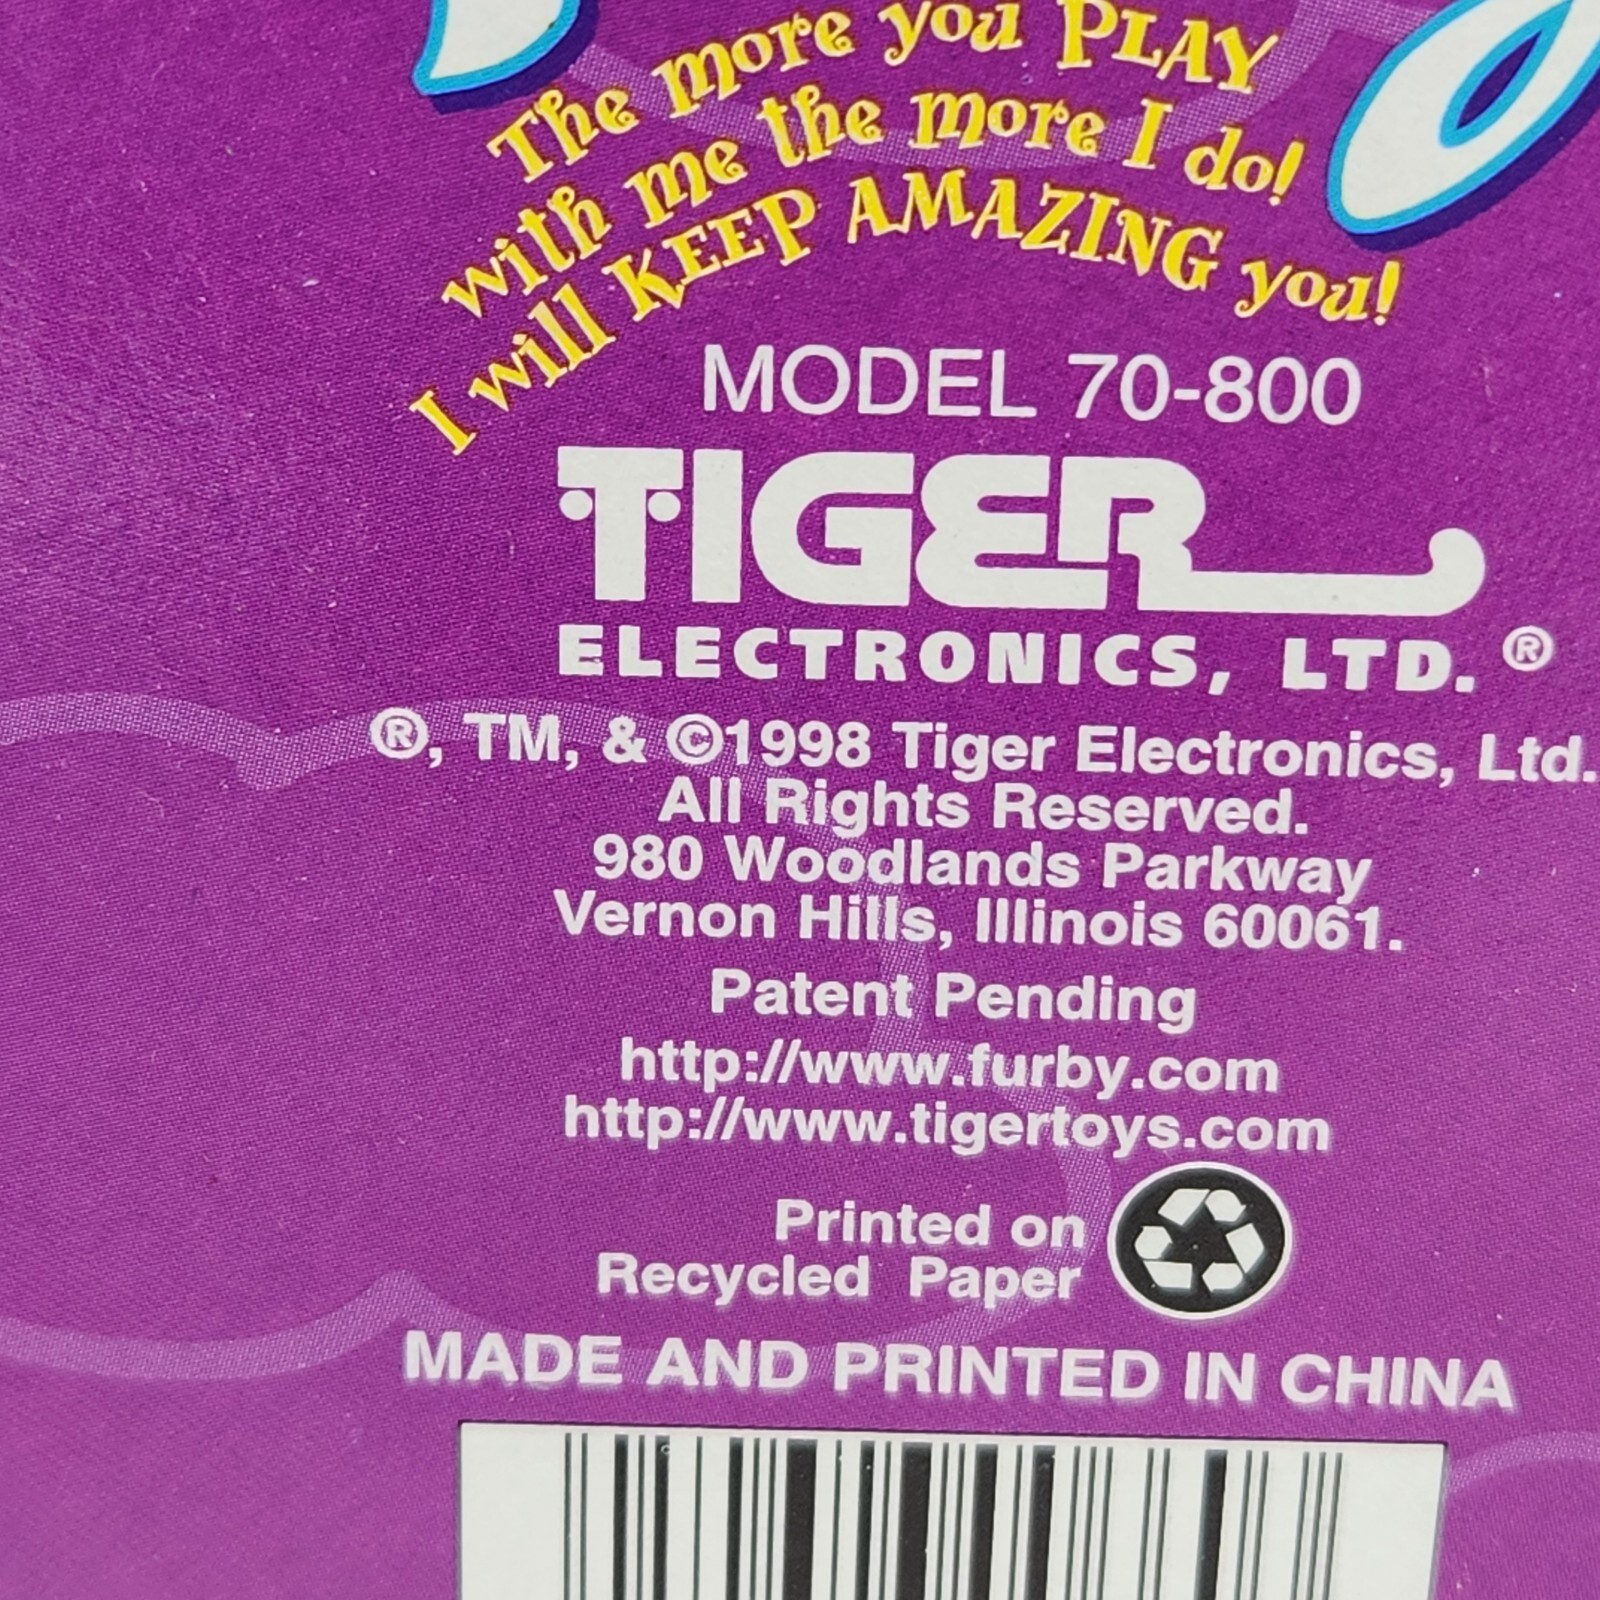 The more you PLAY
with me the more I do!
I will KEEP AMAZING you!
MODEL 70-800
TIGER
ELECTRONICS, LTD. ®
®, TM, & ©1998 Tiger Electronics, Ltd.
All Rights Reserved.
980 Woodlands Parkway
Vernon Hills, Illinois 60061.
Patent Pending
http://www.furby.com
http://www.tigertoys.com
Printed on
Recycled Paper
MADE AND PRINTED IN CHINA